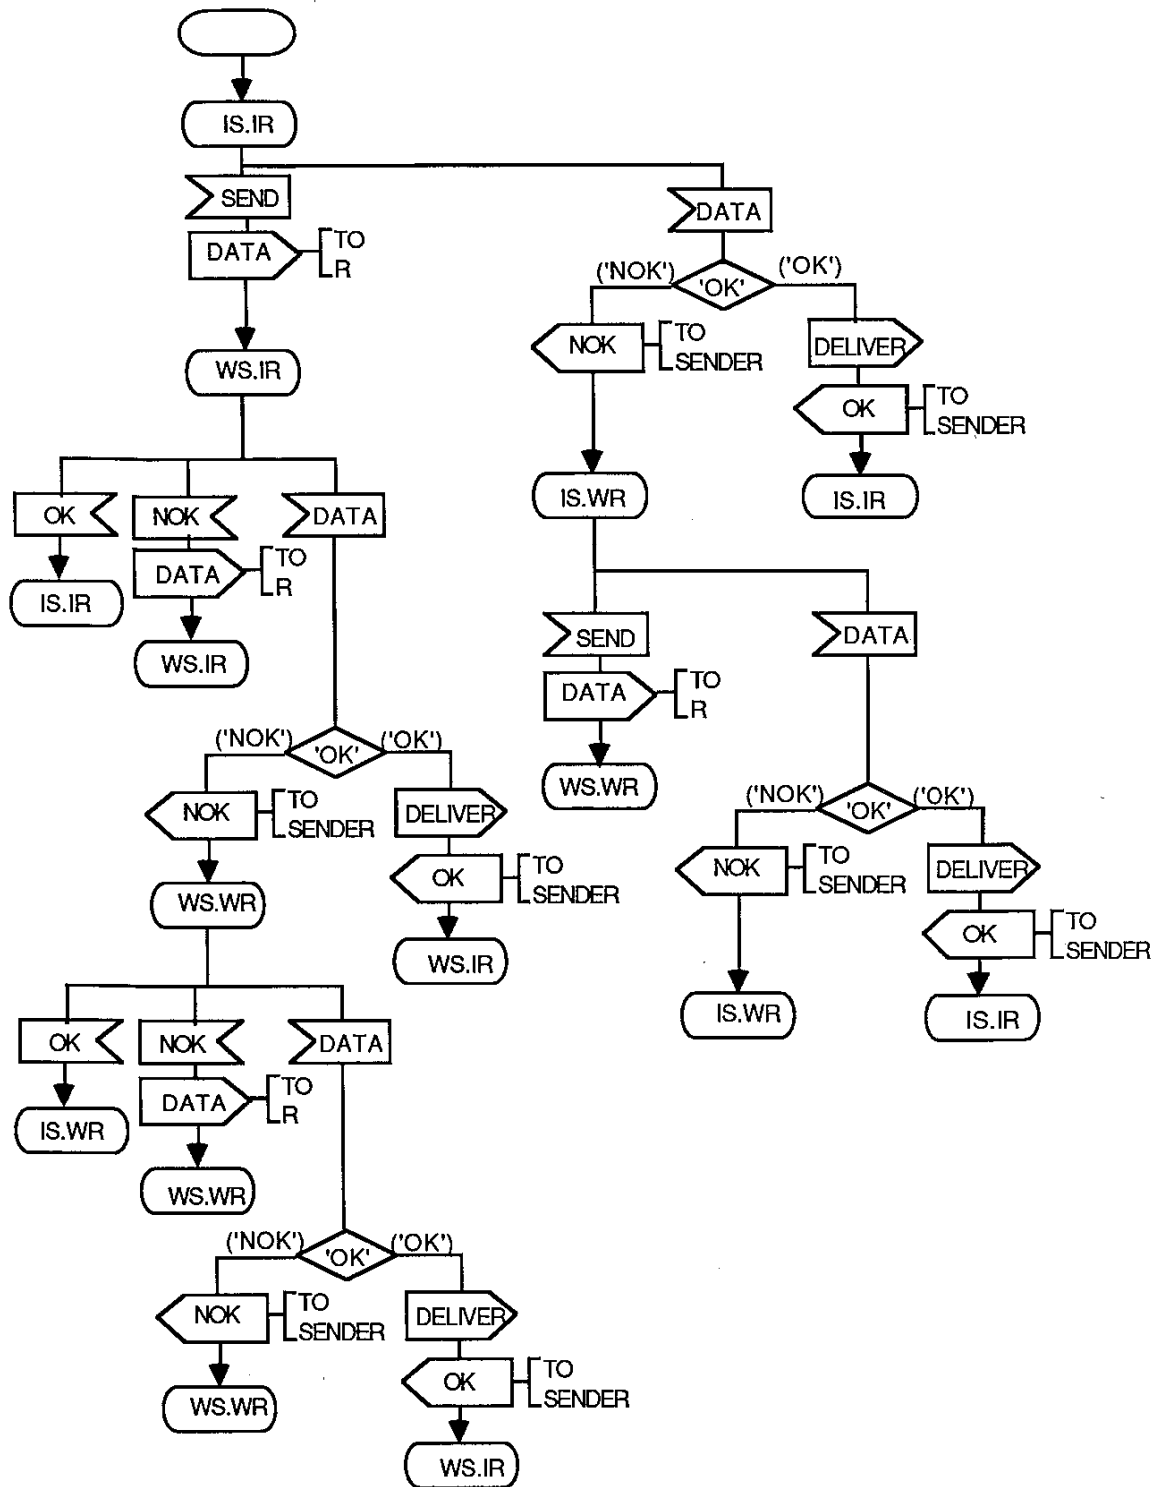 IS.IR
SEND
DATA
TO
R
WS.IR
OK
NOK
DATA
DATA
TO
R
IS.IR
WS.IR
('NOK')
'OK'
('OK')
NOK
TO
SENDER
DELIVER
OK
TO
SENDER
WS.WR
WS.IR
OK
NOK
DATA
DATA
TO
R
IS.WR
WS.WR
('NOK')
'OK'
('OK')
NOK
TO
SENDER
DELIVER
OK
TO
SENDER
WS.WR
WS.IR
DATA
('NOK')
'OK'
('OK')
NOK
TO
SENDER
DELIVER
OK
TO
SENDER
IS.WR
IS.IR
SEND
DATA
DATA
TO
R
WS.WR
('NOK')
'OK'
('OK')
NOK
TO
SENDER
DELIVER
OK
TO
SENDER
IS.WR
IS.IR